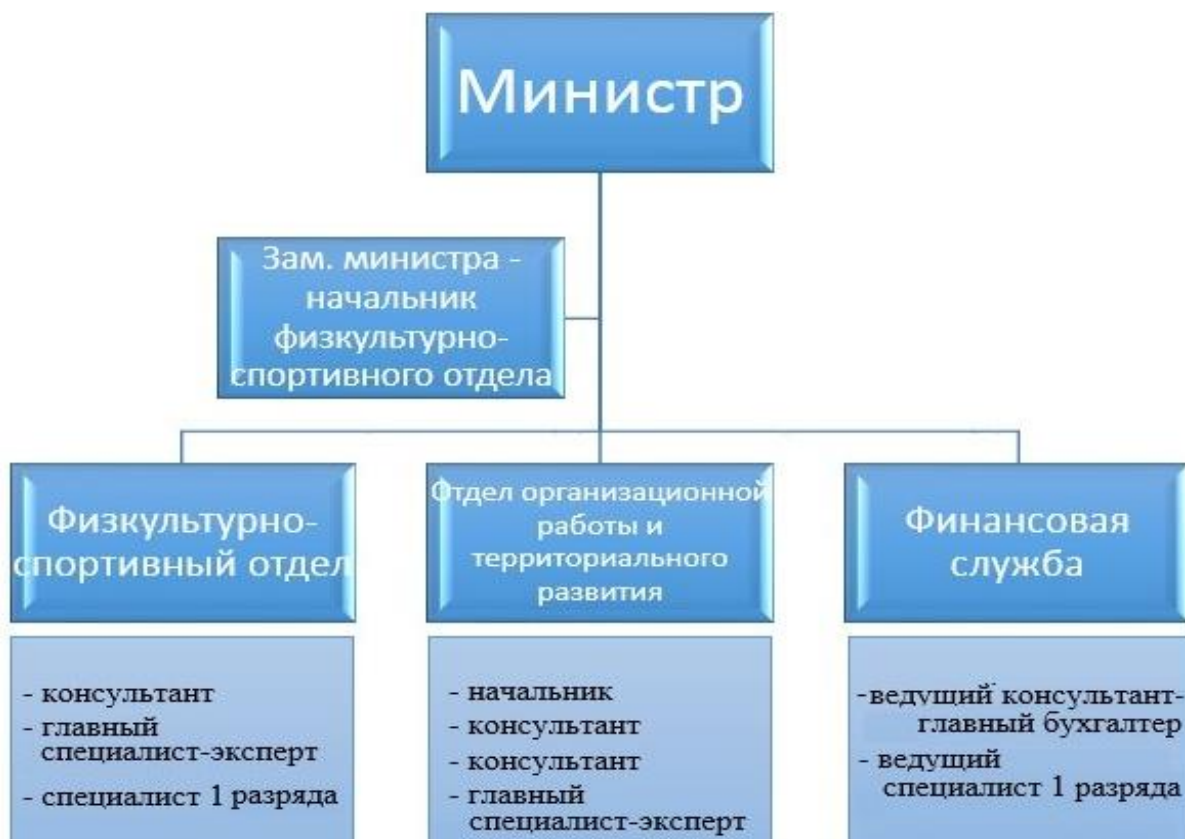 Министр
Зам. министра -
начальник
физкультурно-
спортивного отдела
Физкультурно-
спортивный отдел
Отдел организационной
работы и
территориального
развития
Финансовая
служба
- консультант
- главный
специалист-эксперт
- специалист 1 разряда
- начальник
- консультант
- консультант
- главный
специалист-эксперт
-ведущий консультант-
главный бухгалтер
- ведущий
специалист 1 разряда